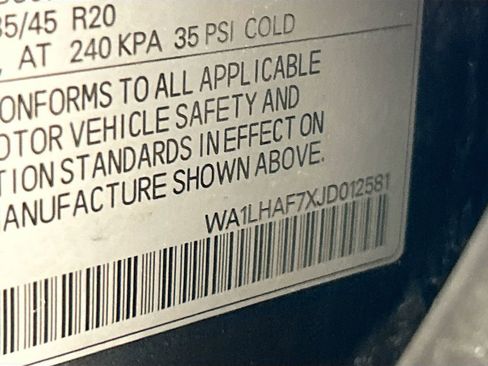 35/45 R20
, AT 240 KPA 35 PSI COLD
ONFORMS TO ALL APPLICABLE
OTOR VEHICLE SAFETY AND
TION STANDARDS IN EFFECT ON
ANUFACTURE SHOWN ABOVE.
WA1LHAF7XJD012581